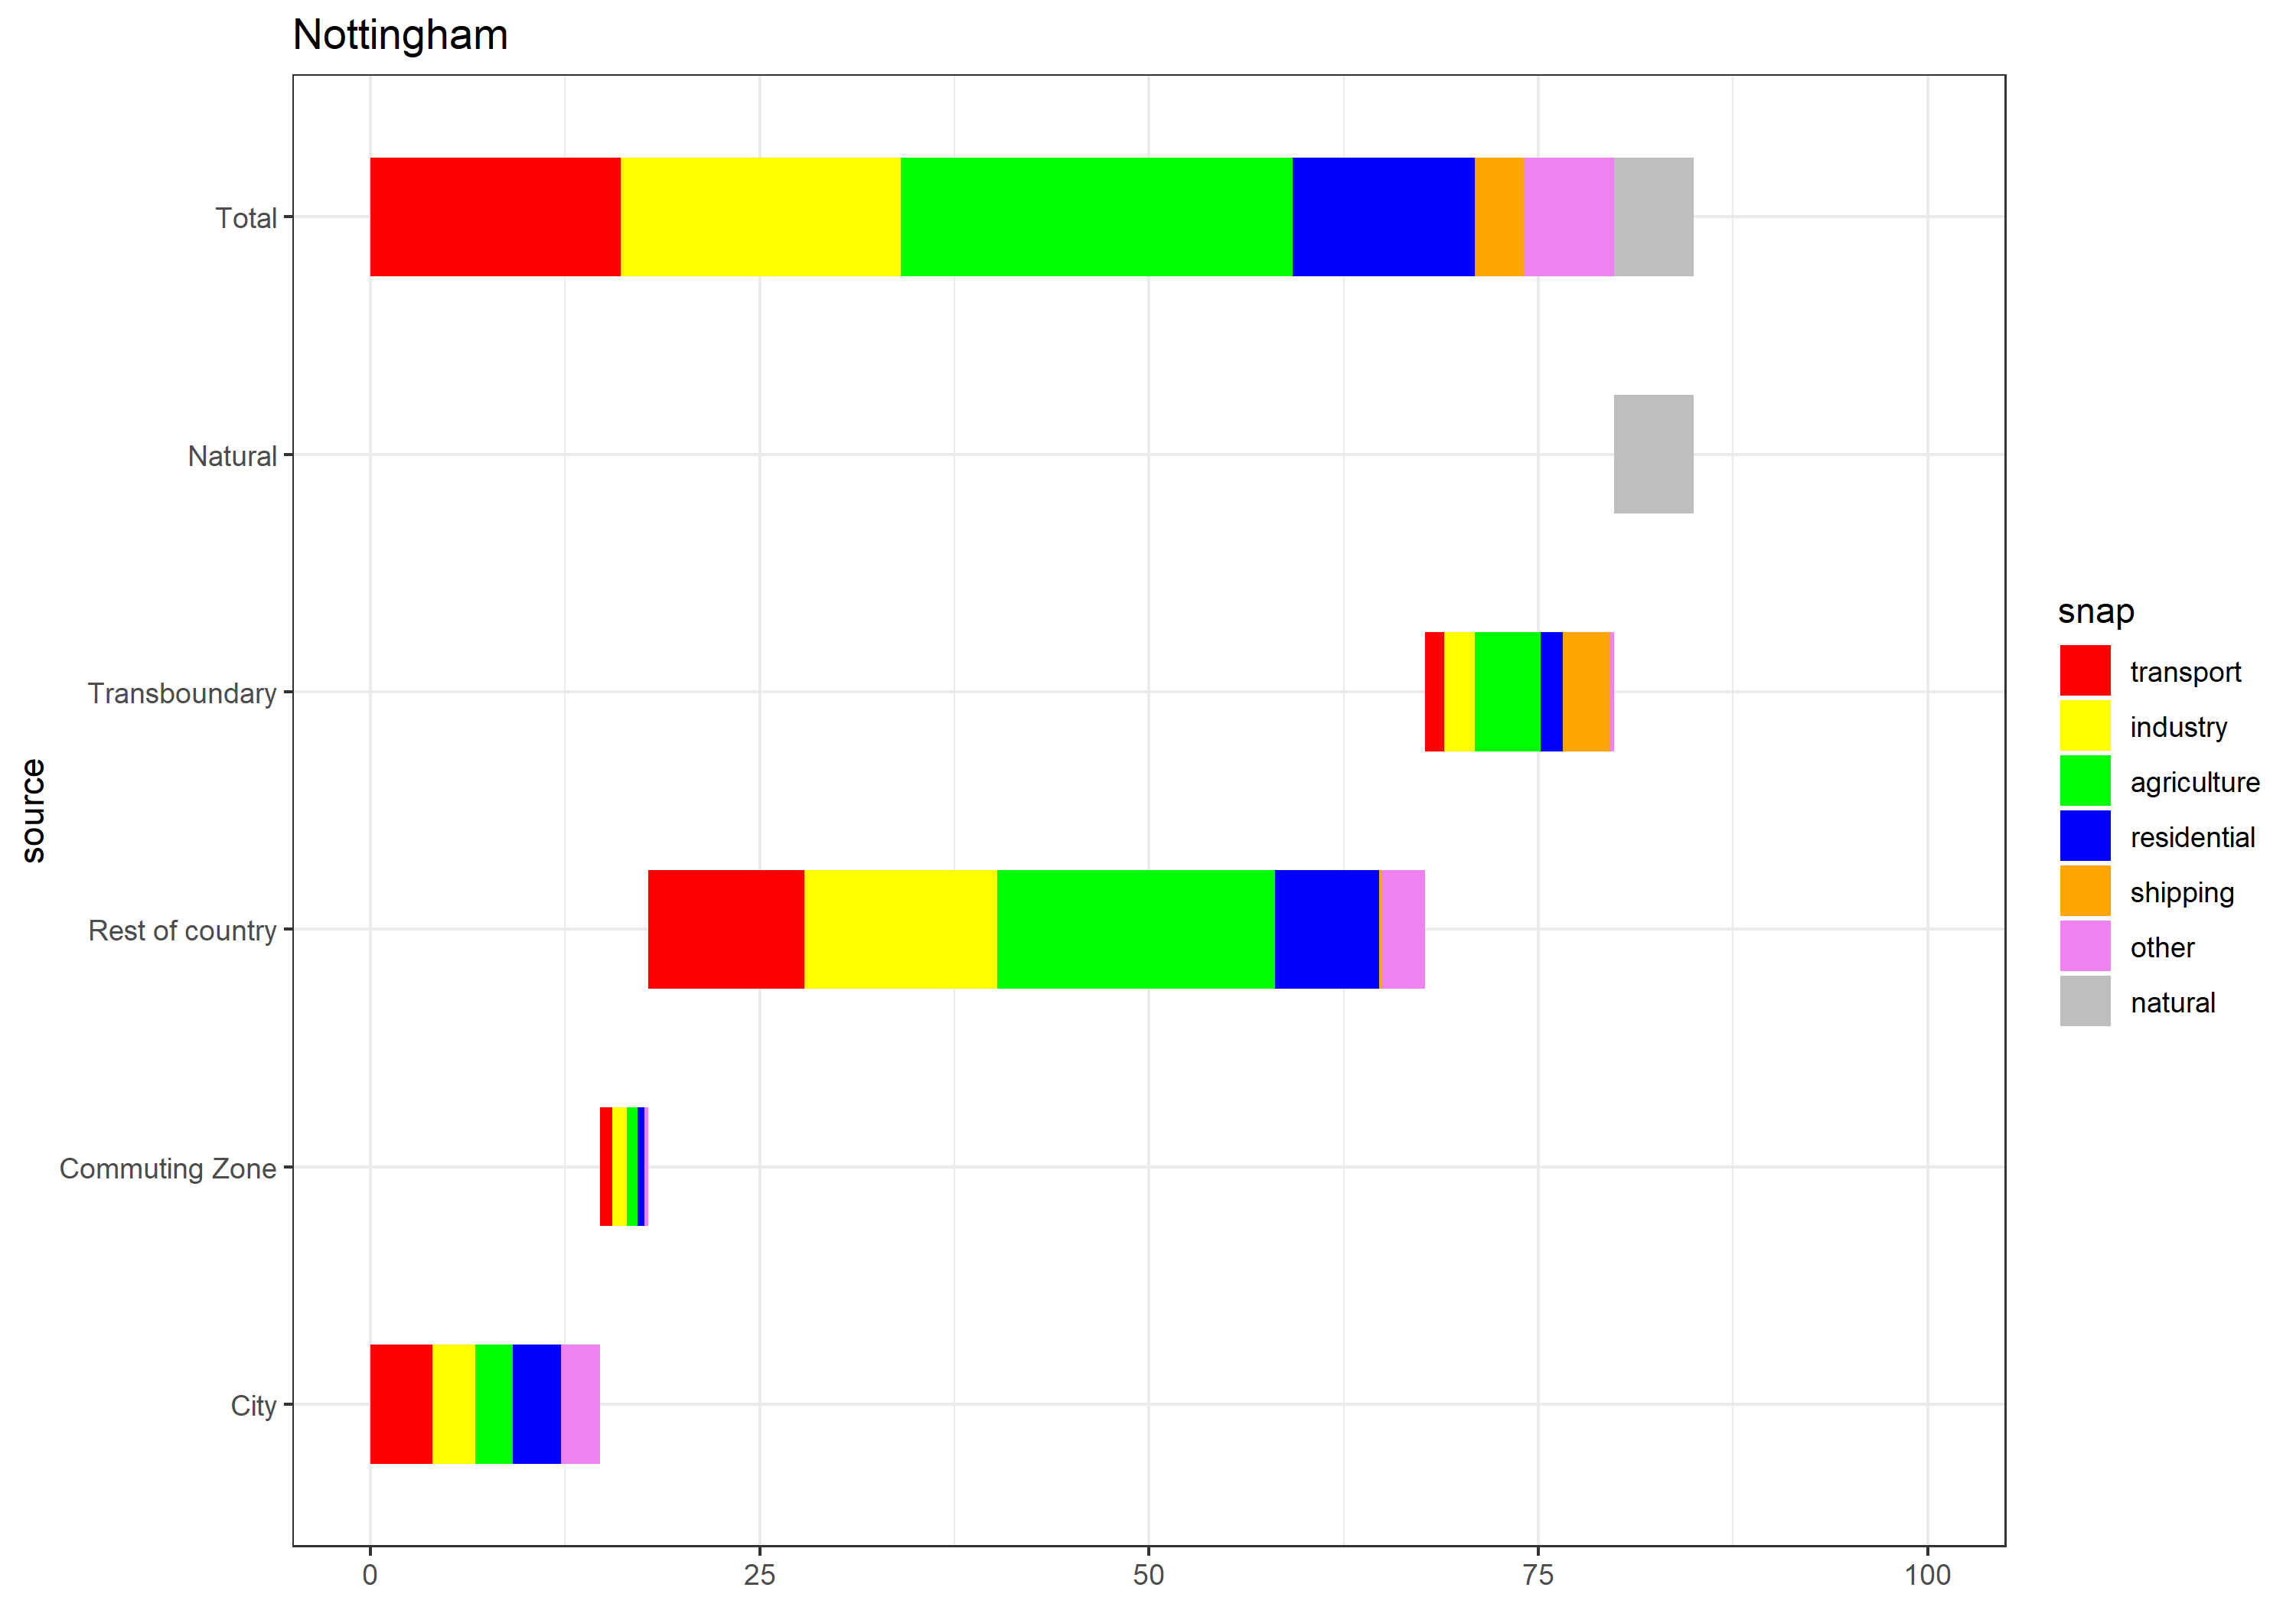 Nottingham
Total
Natural
Transboundary
Rest of country
Commuting Zone
City
source
0 25 50 75 100
snap
transport
industry
agriculture
residential
shipping
other
natural